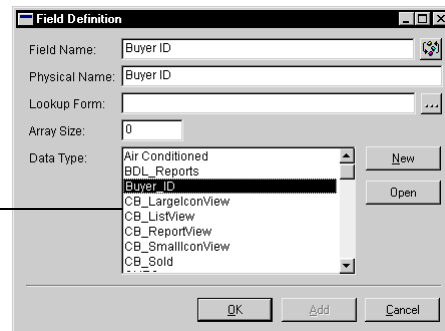 Field Definition
Field Name: Buyer ID
Physical Name: Buyer ID
Lookup Form: ...
Array Size: 0
Data Type:
Air Conditioned
BDL_Reports
Buyer_ID
CB_LargeIconView
CB_ListView
CB_ReportView
CB_SmallIconView
CB_Sold
New
Open
OK Add Cancel